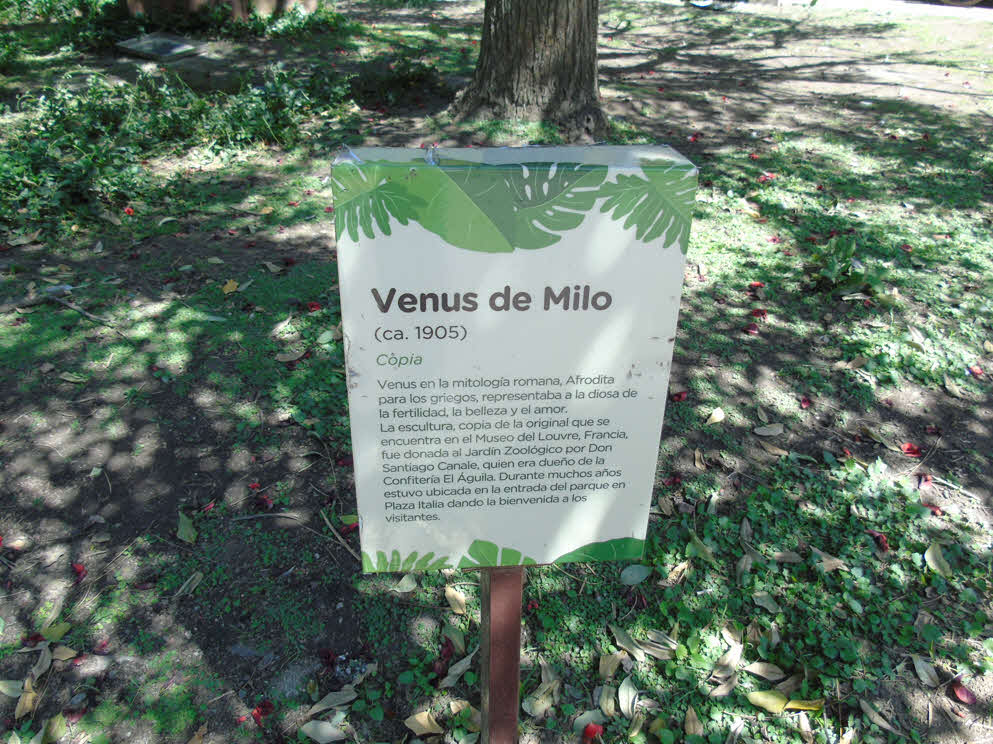 Venus de Milo
(ca. 1905)
Còpia
Venus en la mitología romana, Afrodita
para los griegos, representaba a la diosa de
la fertilidad, la belleza y el amor.
La escultura, copia de la original que se
encuentra en el Museo del Louvre, Francia,
fue donada al Jardín Zoológico por Don
Santiago Canale, quien era dueño de la
Confitería El Águila. Durante muchos años
estuvo ubicada en la entrada del parque en
Plaza Italia dando la bienvenida a los
visitantes.